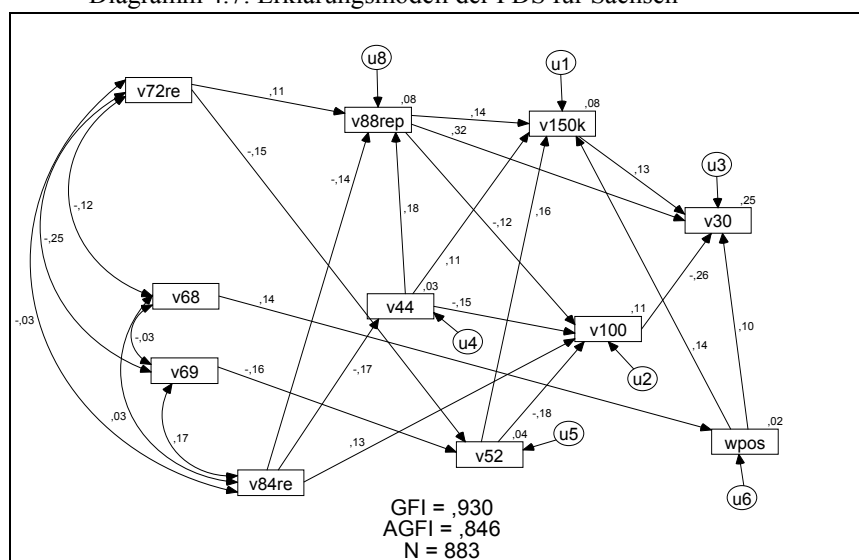 Diagramm 4.7: Erklärungsmodell der PDS für Sachsen
u8
u1
v72re
,11
,08
v88rep
,14
,08
v150k
,32
u3
,13
-,15
-,14
,25
v30
-,12
,18
-,12
,16
-,25
-,26
v68
,14
,11
,03
v44
-,15
,11
v100
,10
-,03
-,03
u4
v69
-,16
-,17
u2
,14
,03
,17
,13
-,18
,02
wpos
,04
v52
u5
v84re
u6
GFI = ,930
AGFI = ,846
N = 883